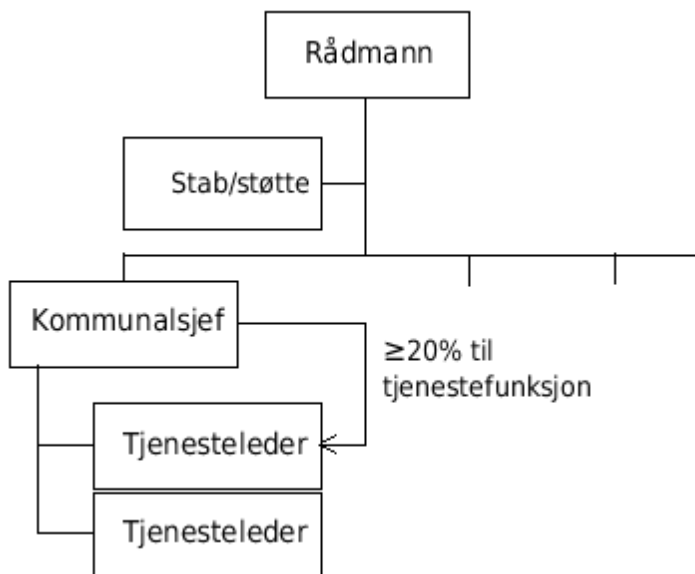 Rådmann
Stab/støtte
Kommunalsjef
≥20% til
tjenestefunksjon
Tjenesteleder
Tjenesteleder